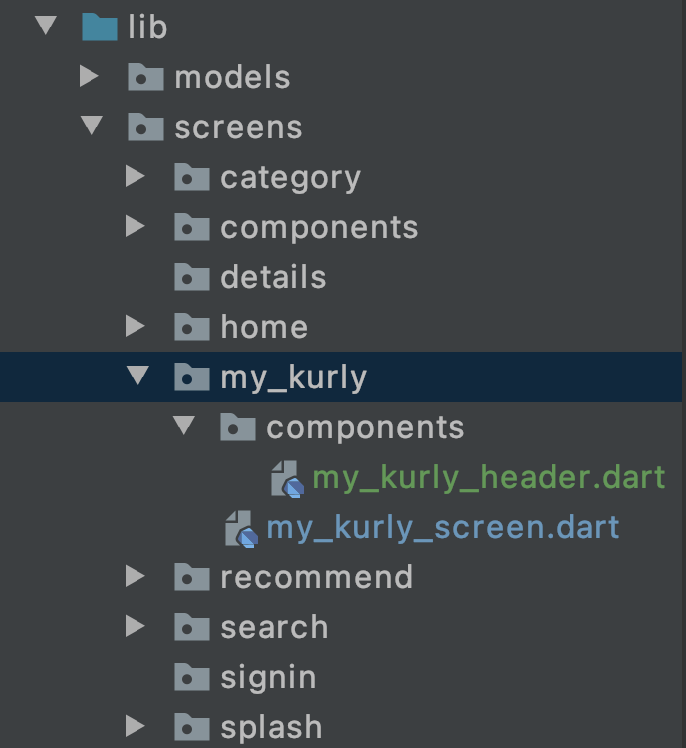 lib
models
screens
category
components
details
home
my_kurly
components
my_kurly_header.dart
my_kurly_screen.dart
recommend
search
signin
splash